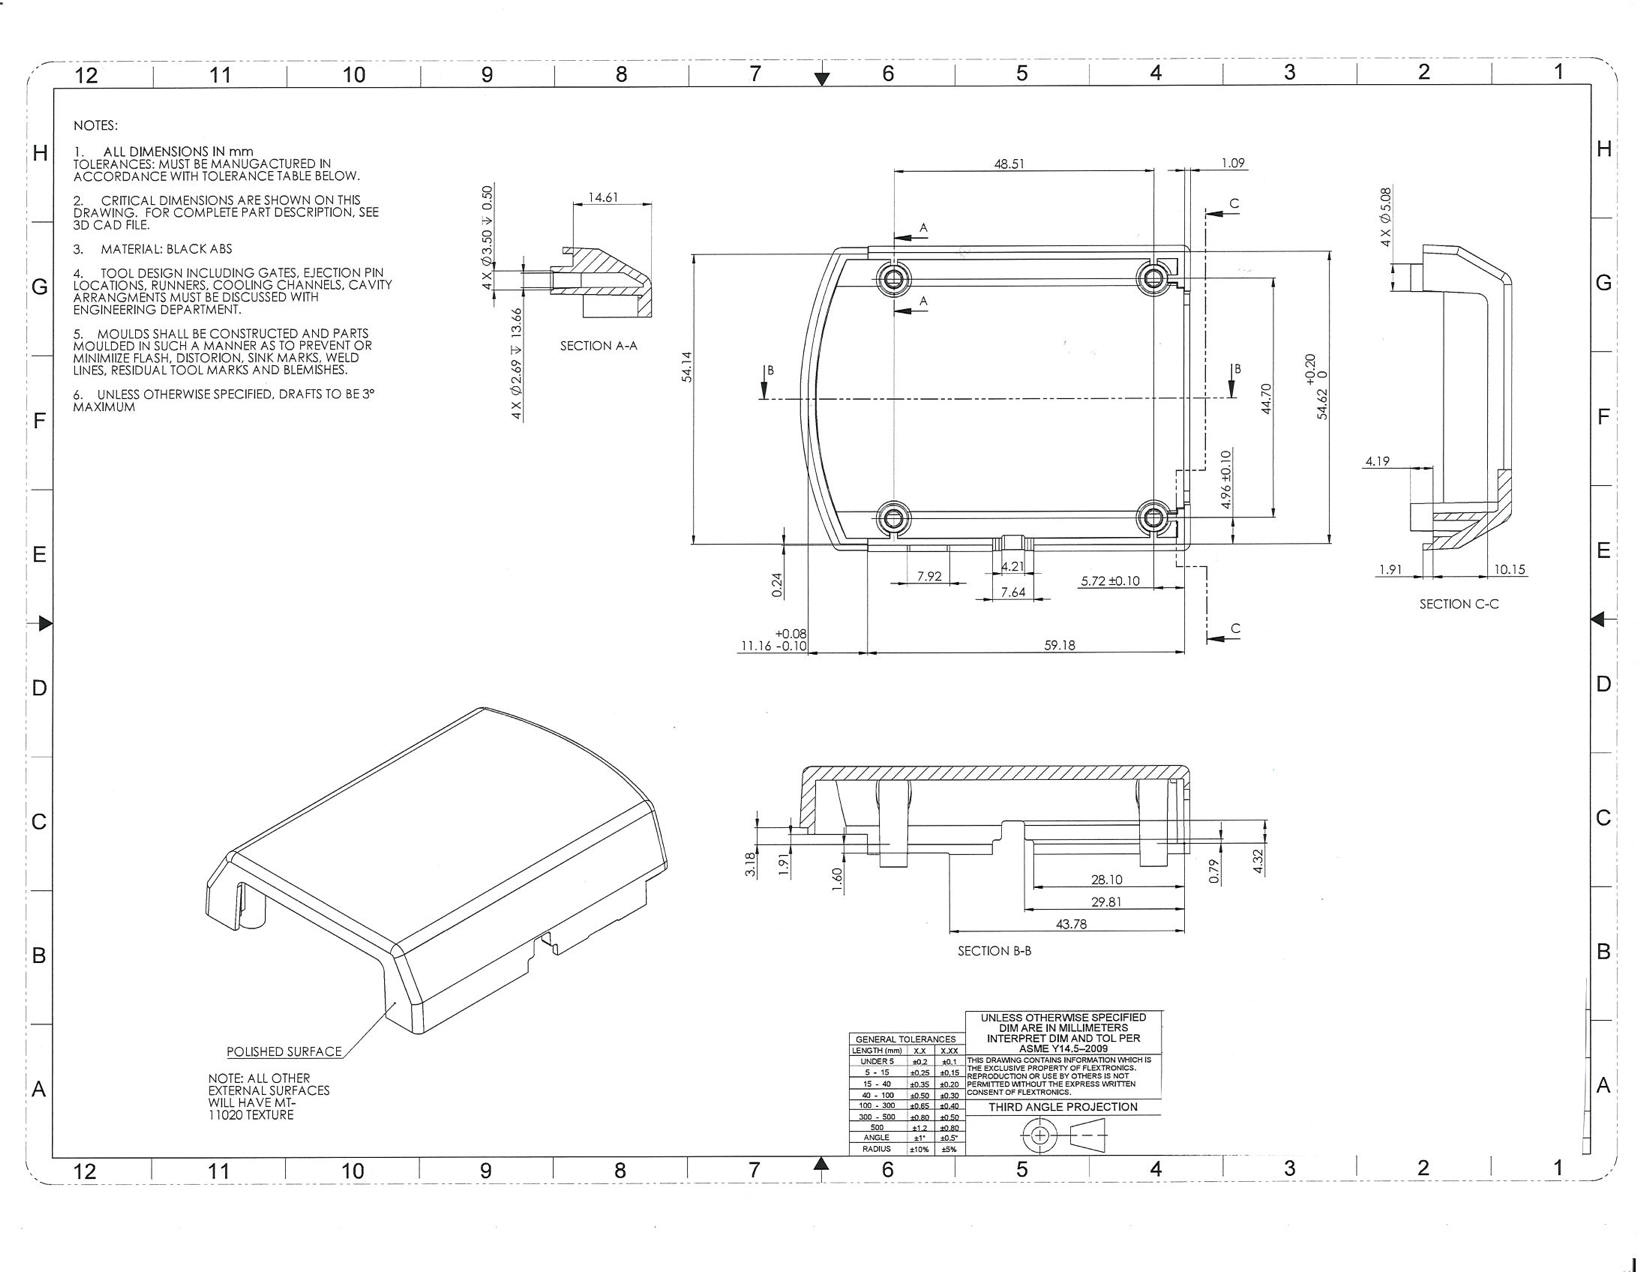 12 11 10 9 8 7 6 5 4 3 2 1
H
G
F
E
D
C
B
A
NOTES:
1. ALL DIMENSIONS IN mm
TOLERANCES: MUST BE MANUGACTURED IN
ACCORDANCE WITH TOLERANCE TABLE BELOW.
2. CRITICAL DIMENSIONS ARE SHOWN ON THIS
DRAWING. FOR COMPLETE PART DESCRIPTION, SEE
3D CAD FILE.
3. MATERIAL: BLACK ABS
4. TOOL DESIGN INCLUDING GATES, EJECTION PIN
LOCATIONS, RUNNERS, COOLING CHANNELS, CAVITY
ARRANGMENTS MUST BE DISCUSSED WITH
ENGINEERING DEPARTMENT.
5. MOULDS SHALL BE CONSTRUCTED AND PARTS
MOULDED IN SUCH A MANNER AS TO PREVENT OR
MINIMIIZE FLASH, DISTORION, SINK MARKS, WELD
LINES, RESIDUAL TOOL MARKS AND BLEMISHES.
6. UNLESS OTHERWISE SPECIFIED, DRAFTS TO BE 3°
MAXIMUM
4 X Ø3.50 ↧ 0.50
14.61
4 X Ø2.69 ↧ 13.66
SECTION A-A
48.51
1.09
A
A
C
B
B
54.14
44.70
+0.20
54.62 0
4.96 ±0.10
0.24
7.92
4.21
7.64
5.72 ±0.10
+0.08
11.16 -0.10
59.18
C
4 X Ø5.08
4.19
1.91
10.15
SECTION C-C
3.18
1.91
1.60
0.79
4.32
28.10
29.81
43.78
SECTION B-B
POLISHED SURFACE
NOTE: ALL OTHER
EXTERNAL SURFACES
WILL HAVE MT-
11020 TEXTURE
GENERAL TOLERANCES
LENGTH (mm) X.X X.XX
UNDER 5 ±0.2 ±0.1
5 - 15 ±0.25 ±0.15
15 - 40 ±0.35 ±0.20
40 - 100 ±0.50 ±0.30
100 - 300 ±0.65 ±0.40
300 - 500 ±0.80 ±0.50
500 ±1.2 ±0.80
ANGLE ±1° ±0.5°
RADIUS ±10% ±5%
UNLESS OTHERWISE SPECIFIED
DIM ARE IN MILLIMETERS
INTERPRET DIM AND TOL PER
ASME Y14.5–2009
THIS DRAWING CONTAINS INFORMATION WHICH IS
THE EXCLUSIVE PROPERTY OF FLEXTRONICS.
REPRODUCTION OR USE BY OTHERS IS NOT
PERMITTED WITHOUT THE EXPRESS WRITTEN
CONSENT OF FLEXTRONICS.
THIRD ANGLE PROJECTION
H
G
F
E
D
C
B
A
12 11 10 9 8 7 6 5 4 3 2 1